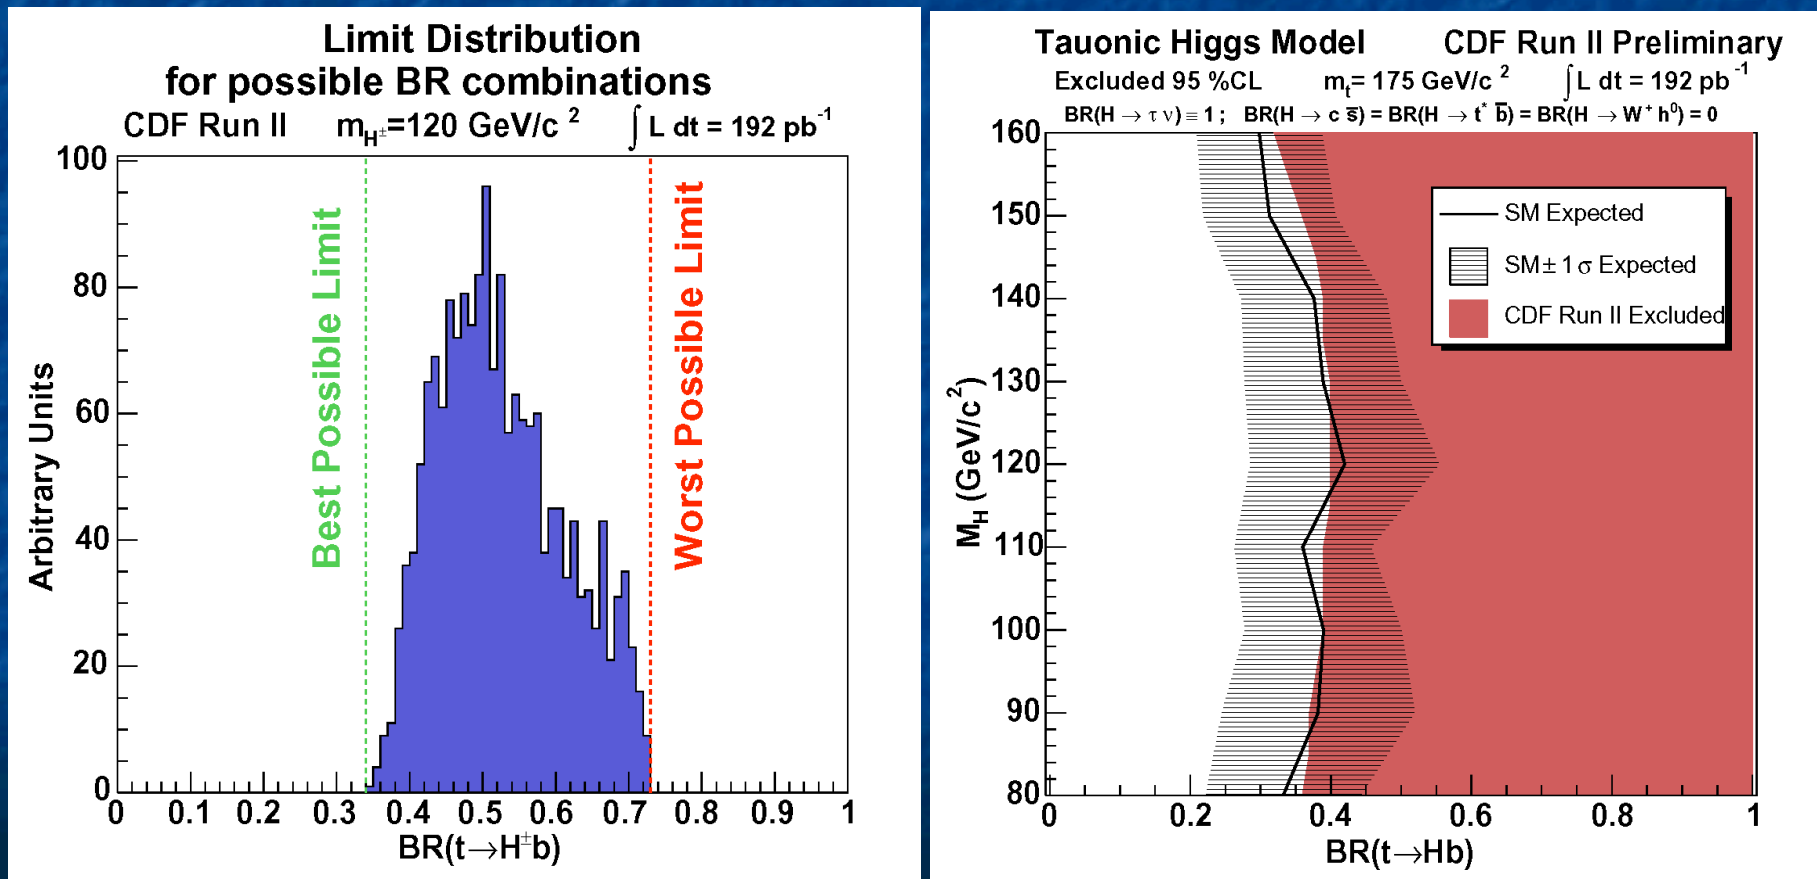 Limit Distribution
for possible BR combinations
CDF Run II m_{H^±}=120 GeV/c ² ∫ L dt = 192 pb⁻¹
100
80
60
40
20
0
Arbitrary Units
Best Possible Limit
Worst Possible Limit
0 0.1 0.2 0.3 0.4 0.5 0.6 0.7 0.8 0.9 1
BR(t→H^±b)
Tauonic Higgs Model CDF Run II Preliminary
Excluded 95 %CL m_t= 175 GeV/c ² ∫ L dt = 192 pb⁻¹
BR(H → τ ν) ≡ 1 ; BR(H → c s̅) = BR(H → t* b̅) = BR(H → W⁺ h⁰) = 0
160
150
140
130
120
110
100
90
80
M_H (GeV/c²)
SM Expected
SM ± 1 σ Expected
CDF Run II Excluded
0 0.2 0.4 0.6 0.8 1
BR(t→Hb)